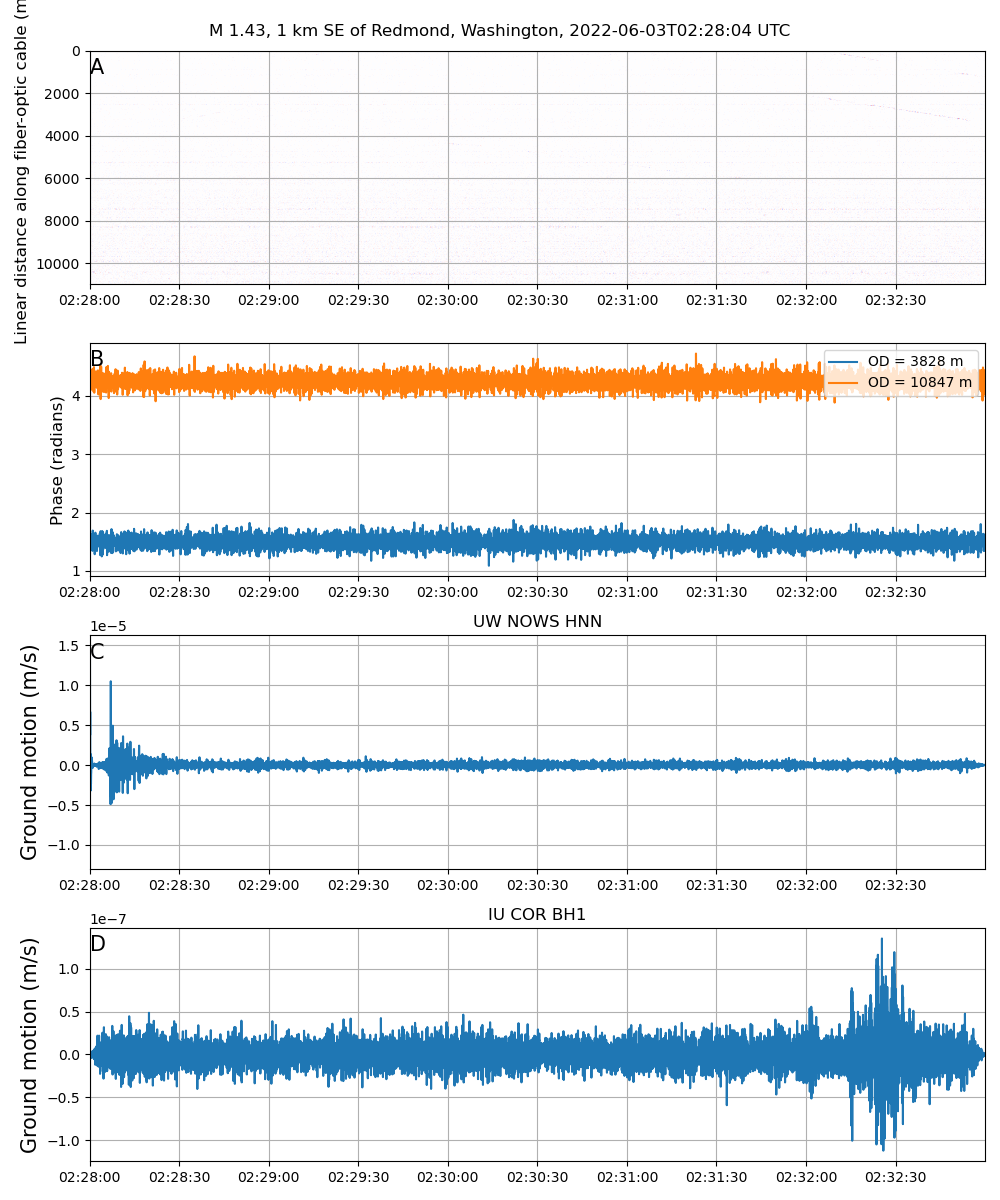 M 1.43, 1 km SE of Redmond, Washington, 2022-06-03T02:28:04 UTC
Linear distance along fiber-optic cable (m
A
0
2000
4000
6000
8000
10000
02:28:00 02:28:30 02:29:00 02:29:30 02:30:00 02:30:30 02:31:00 02:31:30 02:32:00 02:32:30
Phase (radians)
B
OD = 3828 m
OD = 10847 m
4
3
2
1
02:28:00 02:28:30 02:29:00 02:29:30 02:30:00 02:30:30 02:31:00 02:31:30 02:32:00 02:32:30
UW NOWS HNN
1e−5
Ground motion (m/s)
C
1.5
1.0
0.5
0.0
−0.5
−1.0
02:28:00 02:28:30 02:29:00 02:29:30 02:30:00 02:30:30 02:31:00 02:31:30 02:32:00 02:32:30
IU COR BH1
1e−7
Ground motion (m/s)
D
1.0
0.5
0.0
−0.5
−1.0
02:28:00 02:28:30 02:29:00 02:29:30 02:30:00 02:30:30 02:31:00 02:31:30 02:32:00 02:32:30